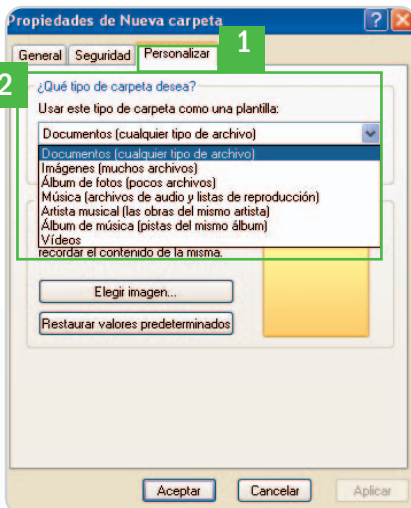 Propiedades de Nueva carpeta
General Seguridad Personalizar
1
2
¿Qué tipo de carpeta desea?
Usar este tipo de carpeta como una plantilla:
Documentos (cualquier tipo de archivo)
Documentos (cualquier tipo de archivo)
Imágenes (muchos archivos)
Álbum de fotos (pocos archivos)
Música (archivos de audio y listas de reproducción)
Artista musical (las obras del mismo artista)
Álbum de música (pistas del mismo álbum)
Vídeos
recordar el contenido de la misma.
Elegir imagen...
Restaurar valores predeterminados
Aceptar Cancelar Aplicar